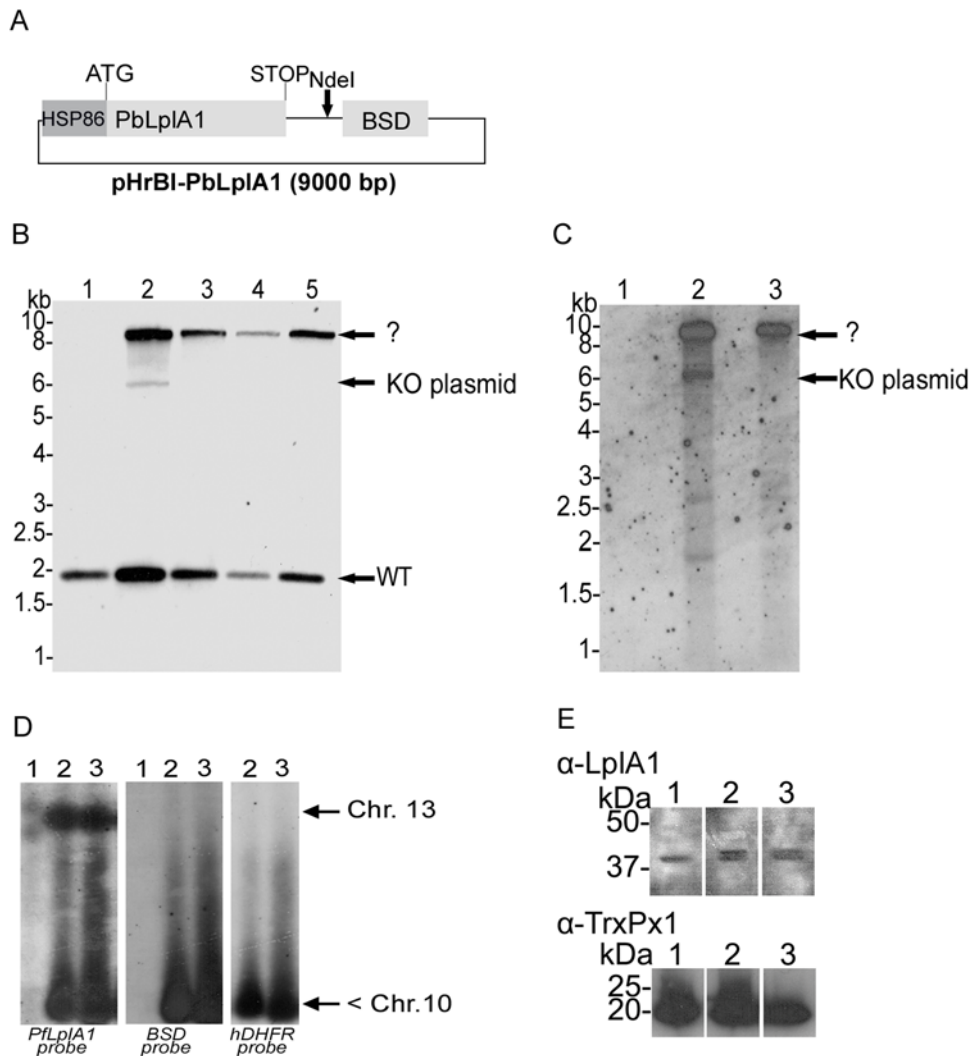 A
ATG
STOP
NdeI
HSP86
PbLplA1
BSD
pHrBl-PbLplA1 (9000 bp)
B
kb
1 2 3 4 5
10-
8-
6-
5-
4-
3-
2.5-
2-
1.5-
1-
?
KO plasmid
WT
C
kb
1 2 3
10-
8-
6-
5-
4-
3-
2.5-
2-
1.5-
1-
?
KO plasmid
D
1 2 3
1 2 3
2 3
Chr. 13
< Chr.10
PfLplA1
probe
BSD
probe
hDHFR
probe
E
α-LplA1
kDa
1 2 3
50-
37-
α-TrxPx1
kDa
1 2 3
25-
20-